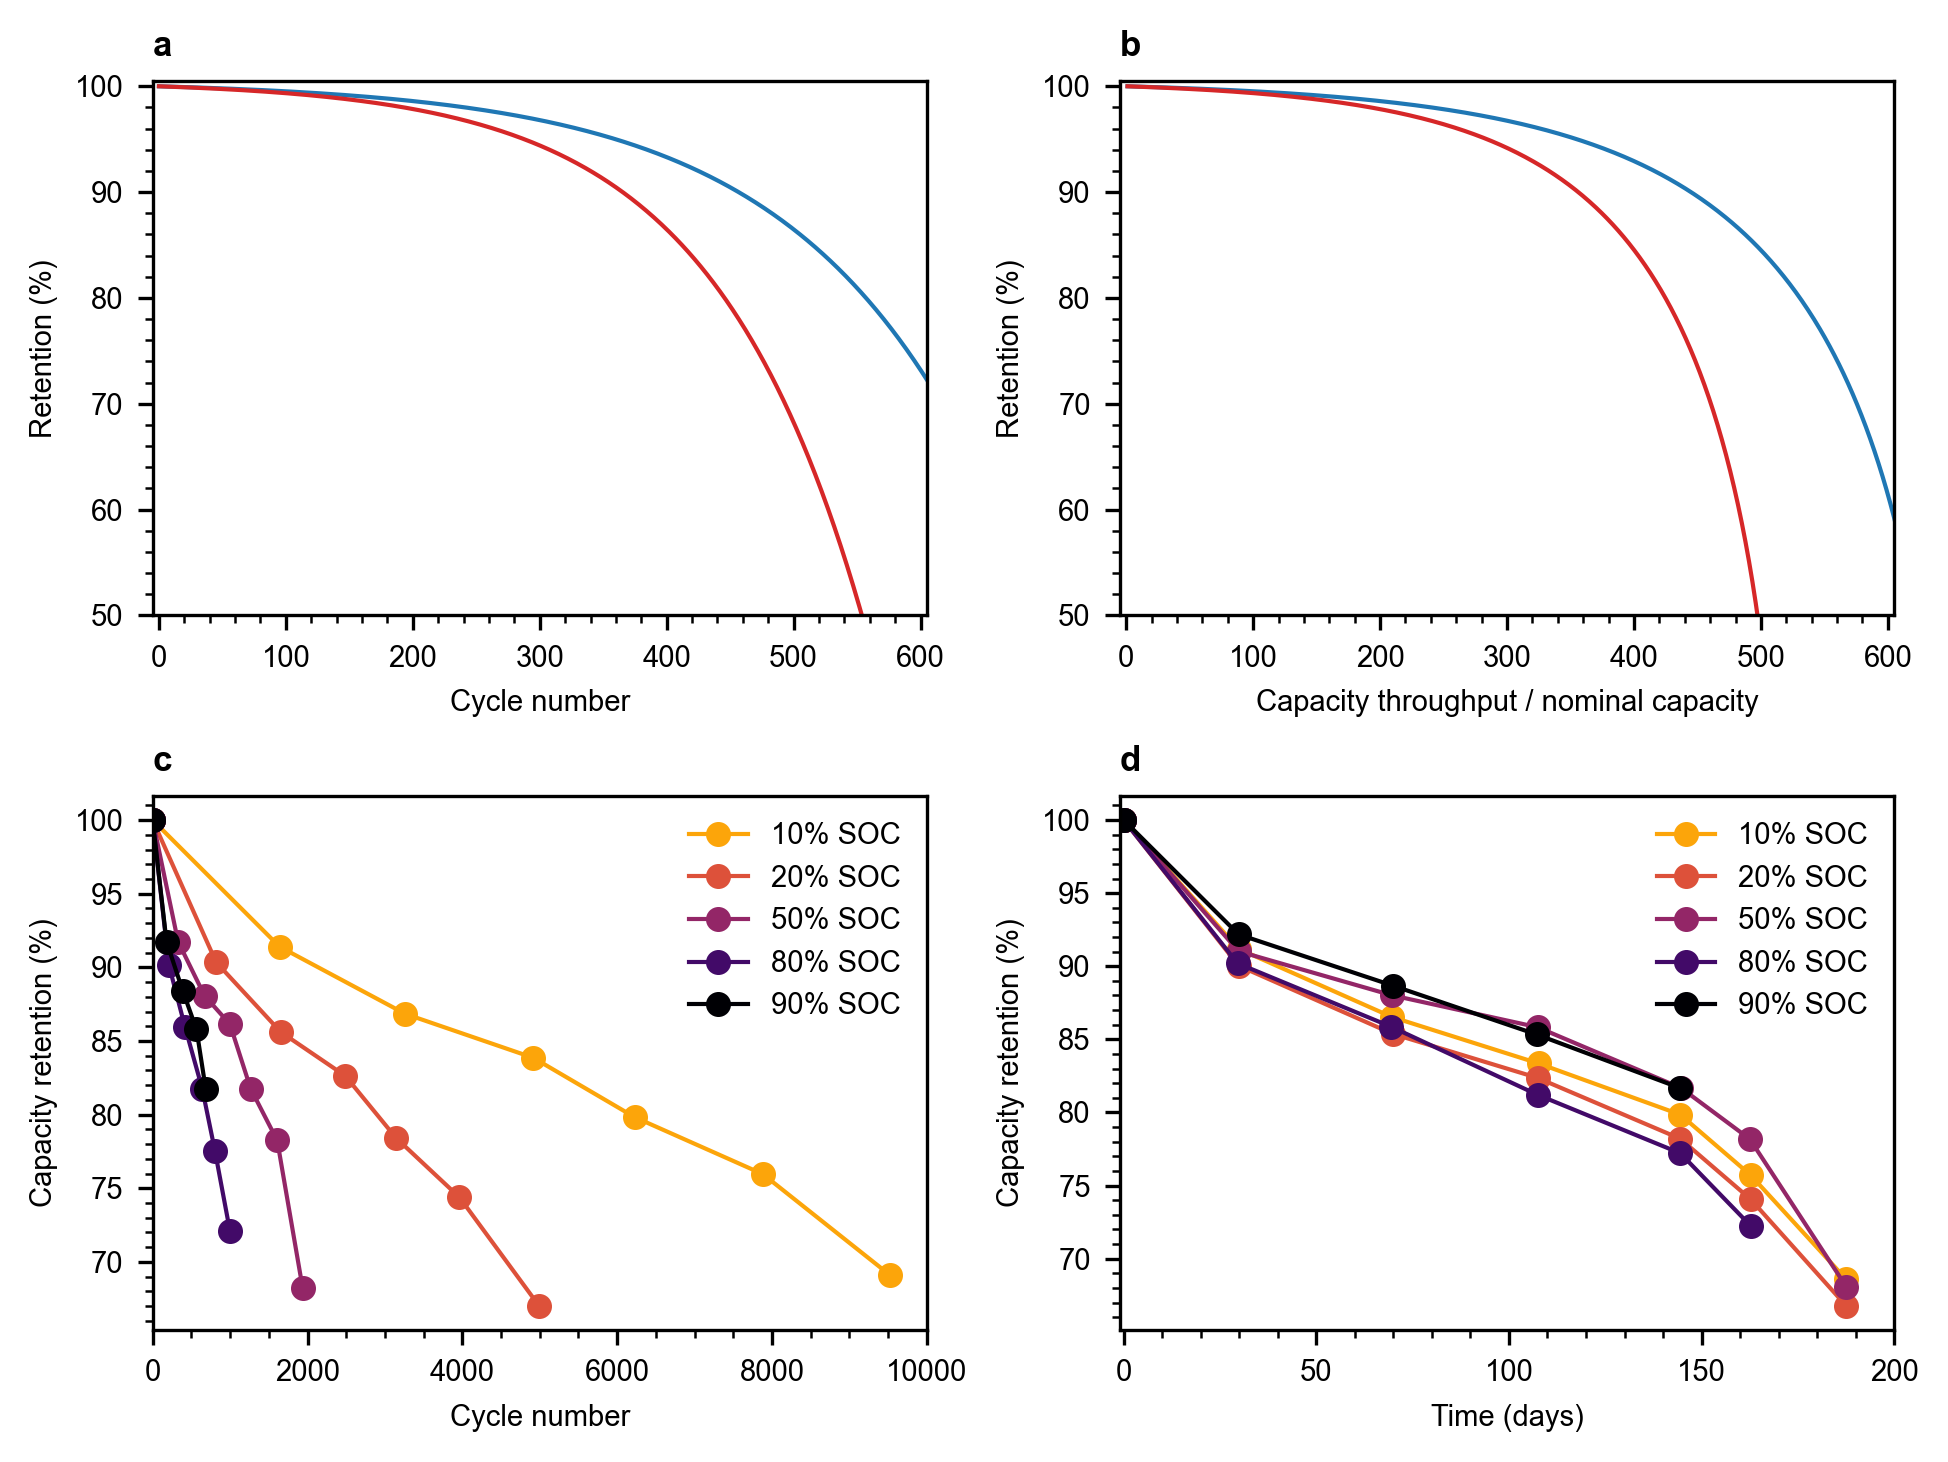 a
100
90
80
70
60
50
Retention (%)
0 100 200 300 400 500 600
Cycle number
b
100
90
80
70
60
50
Retention (%)
0 100 200 300 400 500 600
Capacity throughput / nominal capacity
c
100
95
90
85
80
75
70
Capacity retention (%)
10% SOC
20% SOC
50% SOC
80% SOC
90% SOC
0 2000 4000 6000 8000 10000
Cycle number
d
100
95
90
85
80
75
70
Capacity retention (%)
10% SOC
20% SOC
50% SOC
80% SOC
90% SOC
0 50 100 150 200
Time (days)